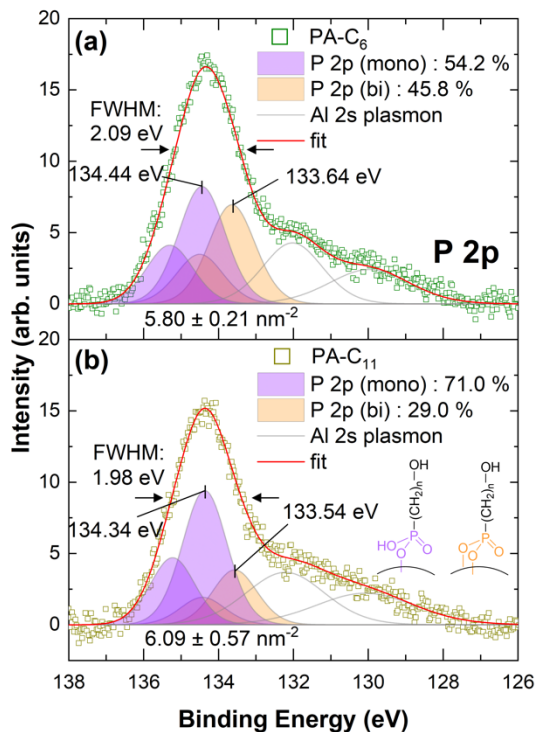 (a)
PA-C6
P 2p (mono) : 54.2 %
P 2p (bi) : 45.8 %
Al 2s plasmon
fit
FWHM:
2.09 eV
134.44 eV
133.64 eV
P 2p
5.80 ± 0.21 nm-2
20
15
10
5
0
(b)
PA-C11
P 2p (mono) : 71.0 %
P 2p (bi) : 29.0 %
Al 2s plasmon
fit
FWHM:
1.98 eV
134.34 eV
133.54 eV
OH
(CH2)n
HO
P
O
O
OH
(CH2)n
P
O
O
O
6.09 ± 0.57 nm-2
20
15
10
5
0
138 136 134 132 130 128 126
Intensity (arb. units)
Binding Energy (eV)